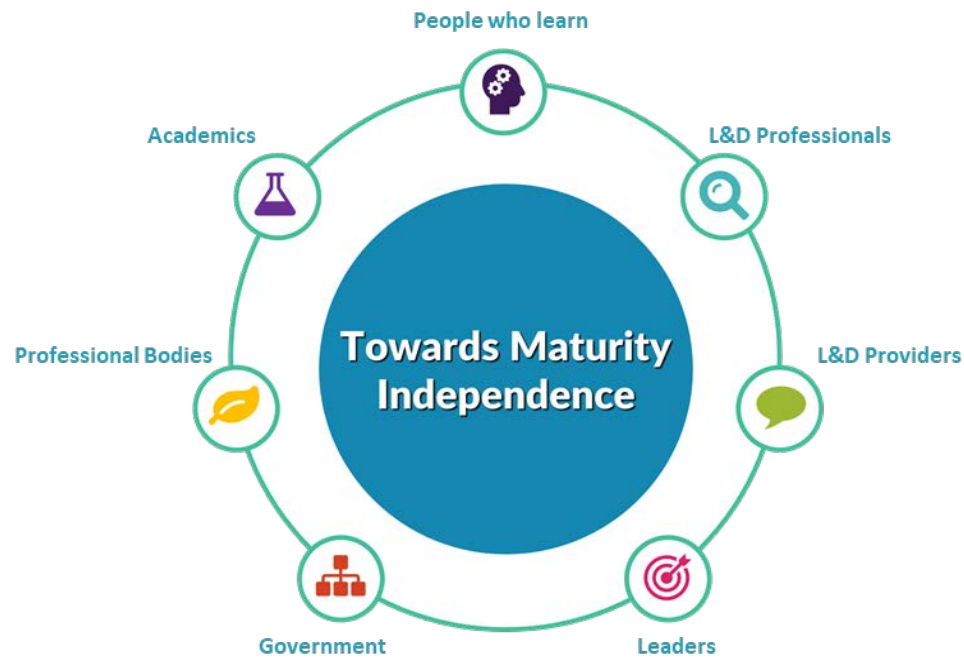 People who learn
Academics
L&D Professionals
Towards Maturity
Independence
Professional Bodies
L&D Providers
Government
Leaders